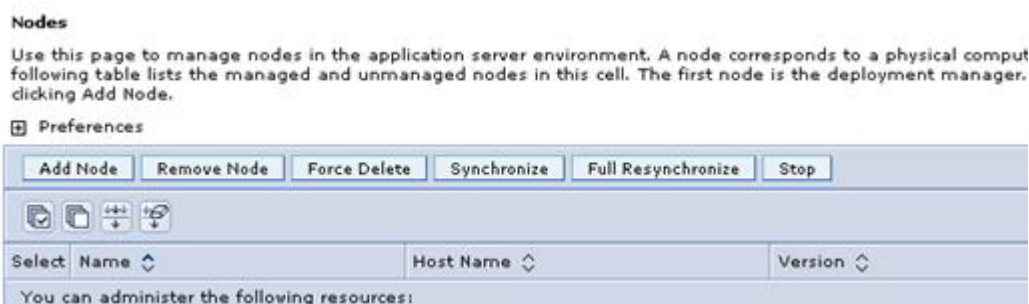 Nodes
Use this page to manage nodes in the application server environment. A node corresponds to a physical comput
following table lists the managed and unmanaged nodes in this cell. The first node is the deployment manager.
clicking Add Node.
Preferences
Add Node Remove Node Force Delete Synchronize Full Resynchronize Stop
Select Name Host Name Version
You can administer the following resources: